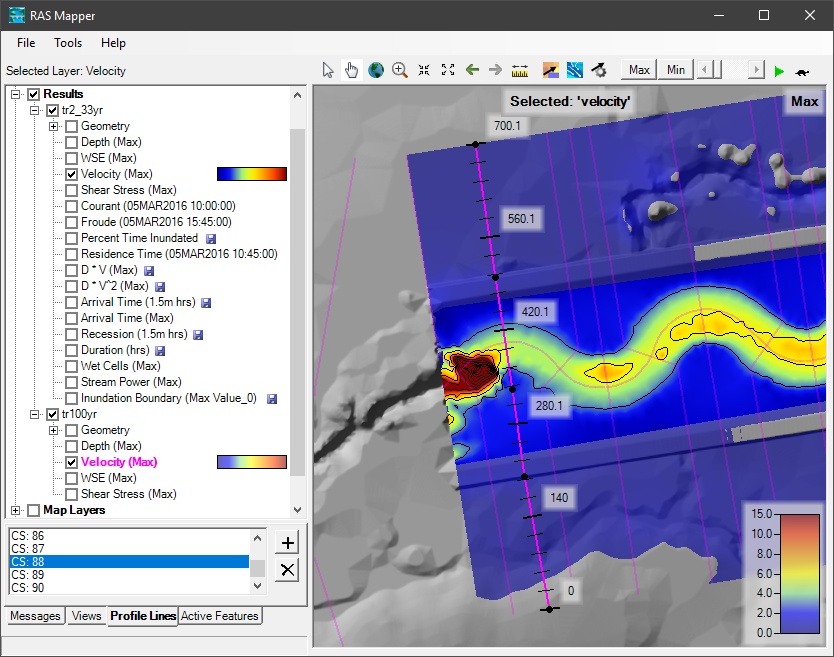 RAS Mapper
File Tools Help
Selected Layer: Velocity
Max Min
Results
tr2_33yr
Geometry
Depth (Max)
WSE (Max)
Velocity (Max)
Shear Stress (Max)
Courant (05MAR2016 10:00:00)
Froude (05MAR2016 15:45:00)
Percent Time Inundated
Residence Time (05MAR2016 10:45:00)
D * V (Max)
D * V^2 (Max)
Arrival Time (1.5m hrs)
Arrival Time (Max)
Recession (1.5m hrs)
Duration (hrs)
Wet Cells (Max)
Stream Power (Max)
Inundation Boundary (Max Value_0)
tr100yr
Geometry
Depth (Max)
Velocity (Max)
WSE (Max)
Shear Stress (Max)
Map Layers
CS: 86
CS: 87
CS: 88
CS: 89
CS: 90
Messages Views Profile Lines Active Features
Selected: 'velocity'
Max
700.1
560.1
420.1
280.1
140
0
15.0
10.0
8.0
6.0
4.0
2.0
0.0